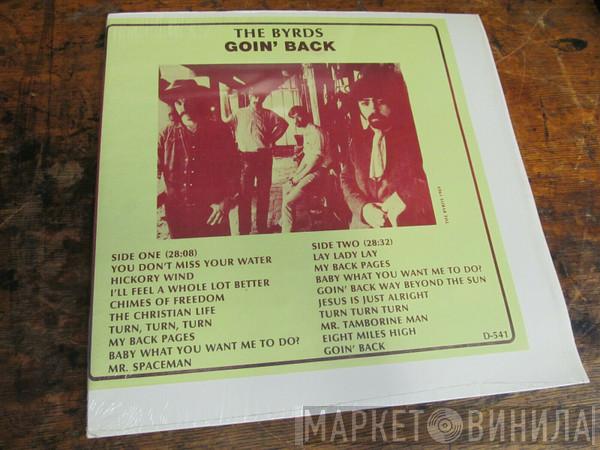 THE BYRDS
GOIN' BACK
THE BYRDS 1969
SIDE ONE (28:08)
YOU DON'T MISS YOUR WATER
HICKORY WIND
I'LL FEEL A WHOLE LOT BETTER
CHIMES OF FREEDOM
THE CHRISTIAN LIFE
TURN, TURN, TURN
MY BACK PAGES
BABY WHAT YOU WANT ME TO DO?
MR. SPACEMAN
SIDE TWO (28:32)
LAY LADY LAY
MY BACK PAGES
BABY WHAT YOU WANT ME TO DO?
GOIN' BACK WAY BEYOND THE SUN
JESUS IS JUST ALRIGHT
TURN TURN TURN
MR. TAMBORINE MAN
EIGHT MILES HIGH
GOIN' BACK
D-541
МАРКЕТ ВИНИЛА